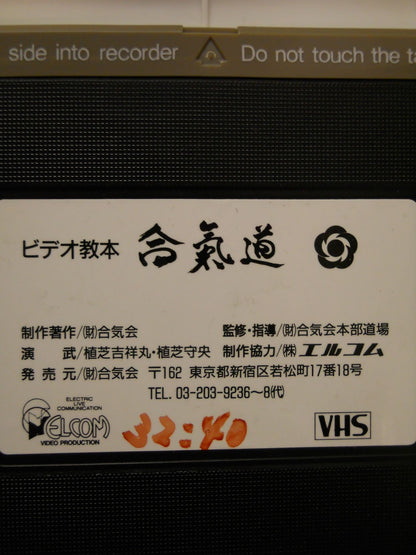 side into recorder △ Do not touch the ta
ビデオ教本 合氣道
制作著作/㈶合気会 監修・指導/㈶合気会本部道場
演 武/植芝吉祥丸・植芝守央 制作協力/㈱エルコム
発売元/㈶合気会 〒162 東京都新宿区若松町17番18号
TEL. 03-203-9236〜8㈹
ELECTRIC
LIVE
COMMUNICATION
ELCOM
VIDEO PRODUCTION
32:40
VHS